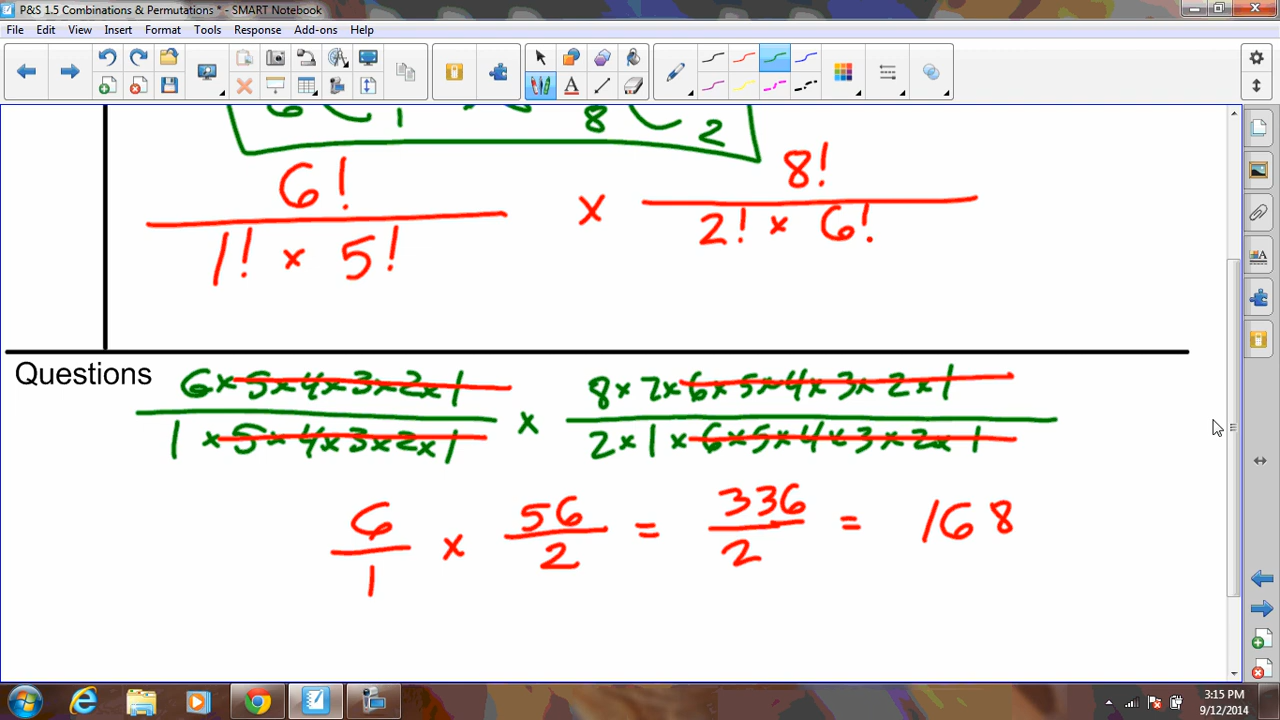 P&S 1.5 Combinations & Permutations * - SMART Notebook
File Edit View Insert Format Tools Response Add-ons Help
6 C 1 × 8 C 2
6! / 1! × 5! × 8! / 2! × 6!
Questions
6×5×4×3×2×1 / 1×5×4×3×2×1 × 8×7×6×5×4×3×2×1 / 2×1×6×5×4×3×2×1
6/1 × 56/2 = 336/2 = 168
3:15 PM
9/12/2014